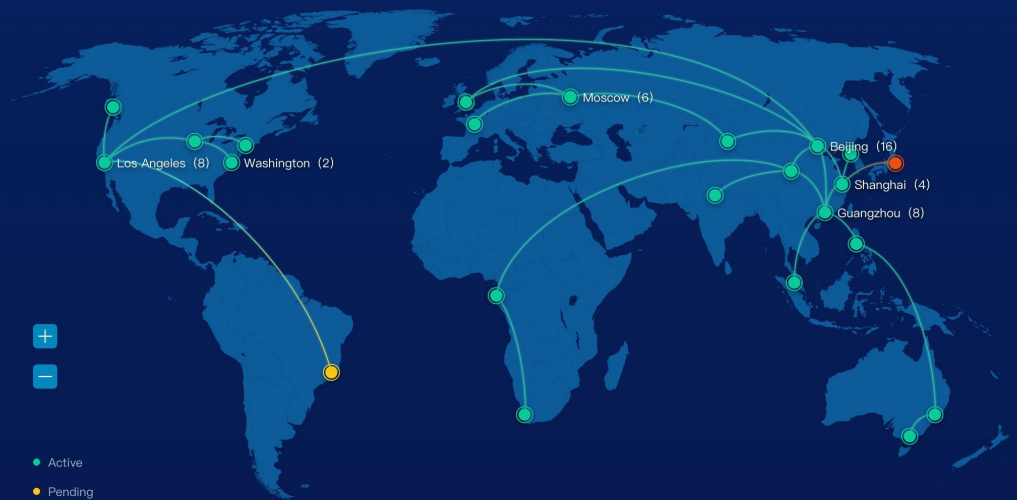 Moscow (6)
Beijing (16)
Los Angeles (8)
Washington (2)
Shanghai (4)
Guangzhou (8)
Active
Pending